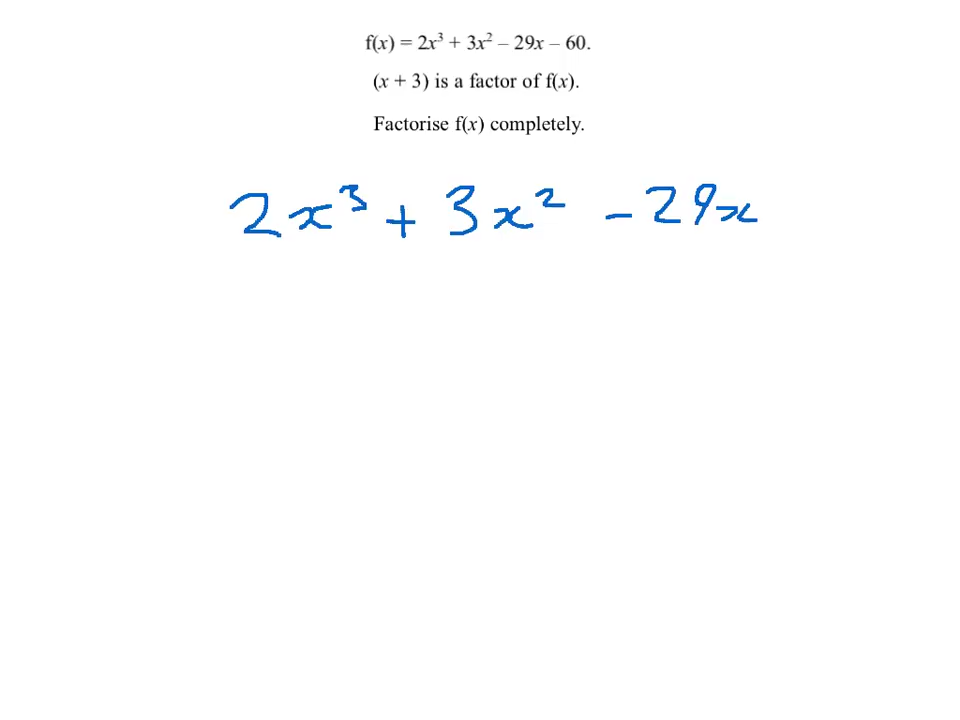 f(x) = 2x³ + 3x² – 29x – 60.
(x + 3) is a factor of f(x).
Factorise f(x) completely.
2x³ + 3x² - 29x